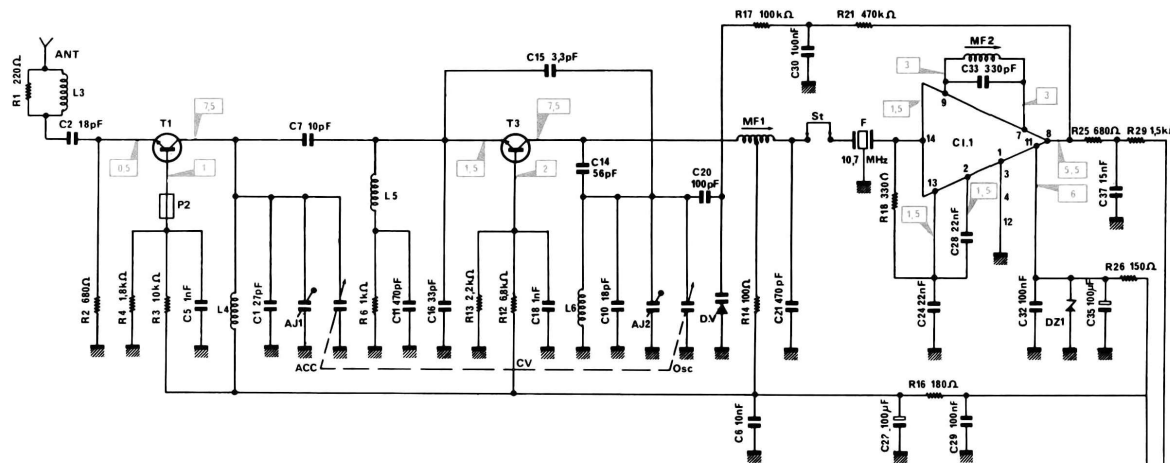 ANT
R1 220Ω
L3
C2 18pF
T1
7,5
0,5
1
P2
R2 680Ω
R4 1,8kΩ
R3 10kΩ
C5 1nF
L4
C1 27pF
AJ1
ACC
CV
Osc
C7 10pF
L5
R6 1kΩ
C11 470pF
C16 33pF
C15 3,3pF
T3
7,5
1,5
2
R13 2,2kΩ
R12 6,8kΩ
C18 1nF
C14
56pF
L6
C10 18pF
AJ2
C20
100pF
D.V
R17 100kΩ
R21 470kΩ
C30 100nF
MF1
St
F
10,7
MHz
R14 100Ω
C21 470pF
C6 10nF
R18 330Ω
MF2
C33 330pF
3
3
1,5
9
7
14
8
11
C I.1
1
2
3
4
12
13
1,5
1,5
C28 22nF
C24 22nF
6
5,5
R25 680Ω
R29 1,5k
C37 15nF
R26 150Ω
C32 100nF
DZ1
C35 100µF
R16 180Ω
C27 100µF
C29 100nF